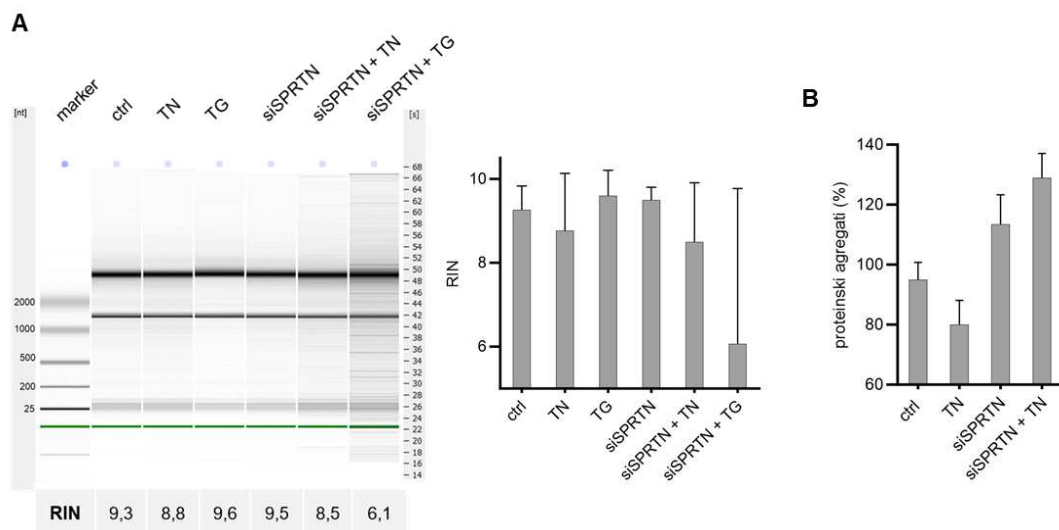 A
marker
ctrl
TN
TG
siSPRTN
siSPRTN + TN
siSPRTN + TG
[nt]
[s]
2000
1000
500
200
25
68
66
64
62
60
58
56
54
52
50
48
46
44
42
40
38
36
34
32
30
28
26
24
22
20
18
16
14
RIN 9,3 8,8 9,6 9,5 8,5 6,1
RIN
10
8
6
ctrl
TN
TG
siSPRTN
siSPRTN + TN
siSPRTN + TG
B
proteinski agregati (%)
140
120
100
80
60
ctrl
TN
siSPRTN
siSPRTN + TN